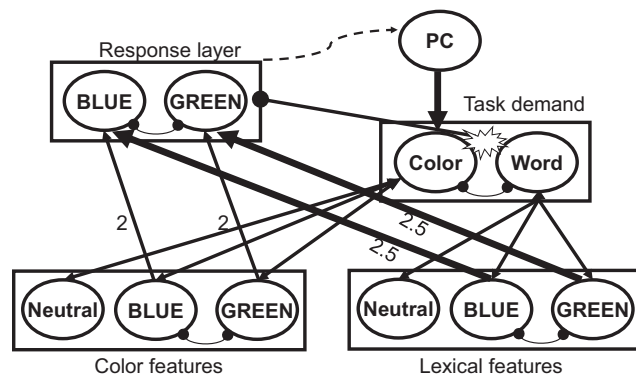 PC
Response layer
BLUE GREEN
Task demand
Color Word
2 2 2.5 2.5
Neutral BLUE GREEN
Neutral BLUE GREEN
Color features
Lexical features